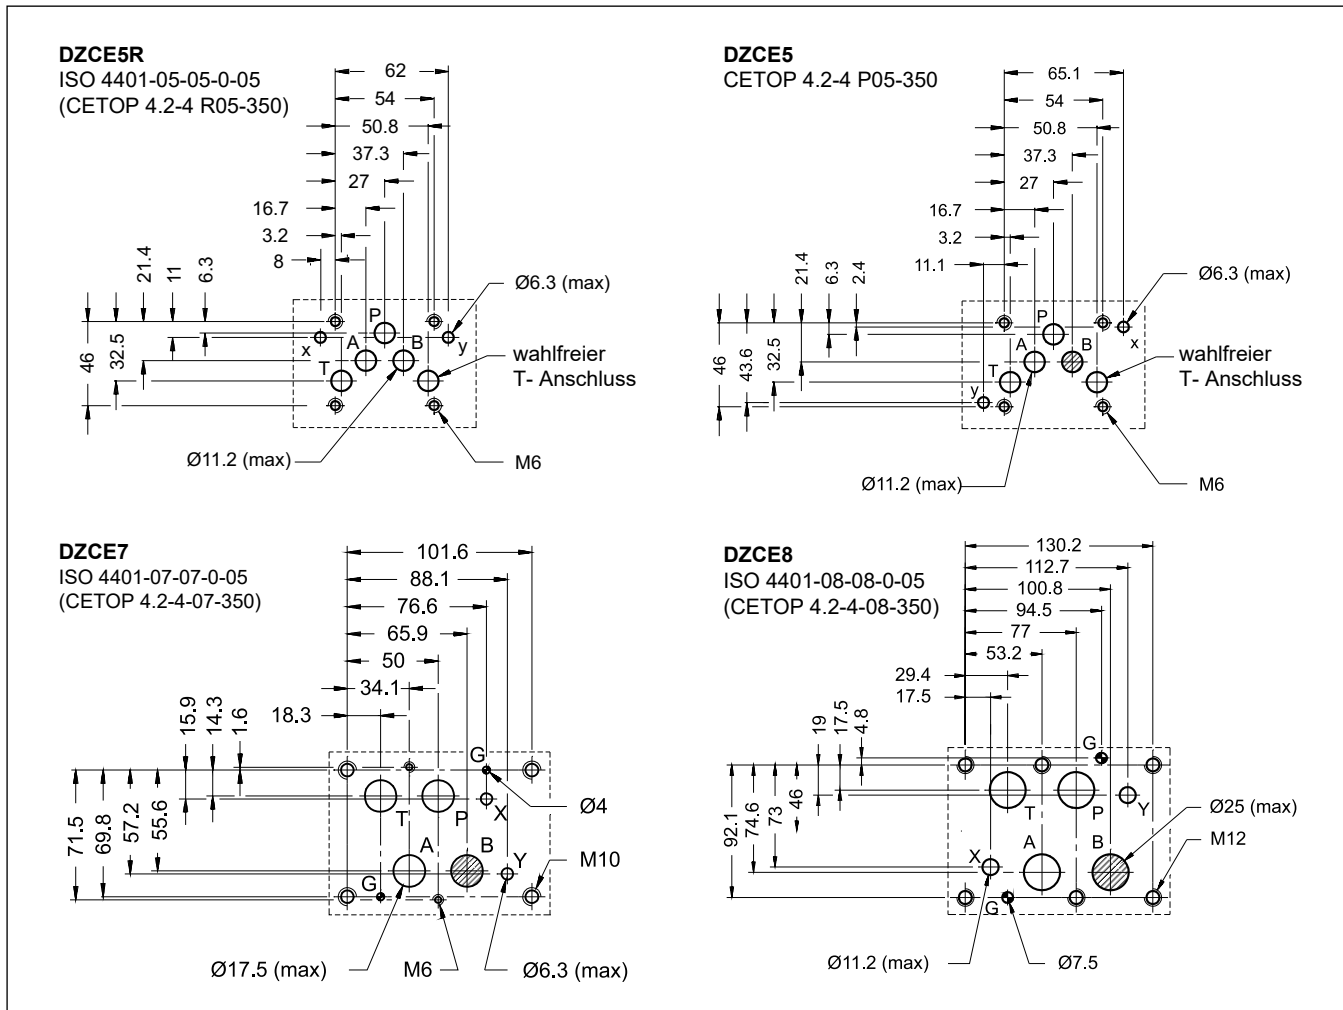 DZCE5R
ISO 4401-05-05-0-05
(CETOP 4.2-4 R05-350)
62
54
50.8
37.3
27
16.7
3.2
8
21.4
11
6.3
46
32.5
Ø6.3 (max)
P
x
A
B
y
T
wahlfreier
T- Anschluss
Ø11.2 (max)
M6
DZCE5
CETOP 4.2-4 P05-350
65.1
54
50.8
37.3
27
16.7
3.2
11.1
21.4
6.3
2.4
46
43.6
32.5
Ø6.3 (max)
P
x
A
B
T
y
wahlfreier
T- Anschluss
Ø11.2 (max)
M6
DZCE7
ISO 4401-07-07-0-05
(CETOP 4.2-4-07-350)
101.6
88.1
76.6
65.9
50
34.1
18.3
15.9
14.3
1.6
71.5
69.8
57.2
55.6
G
Ø4
X
T
P
A
B
Y
M10
G
Ø17.5 (max)
M6
Ø6.3 (max)
DZCE8
ISO 4401-08-08-0-05
(CETOP 4.2-4-08-350)
130.2
112.7
100.8
94.5
77
53.2
29.4
17.5
19
17.5
4.8
92.1
74.6
73
46
G
T
P
Y
Ø25 (max)
X
A
B
M12
G
Ø11.2 (max)
Ø7.5